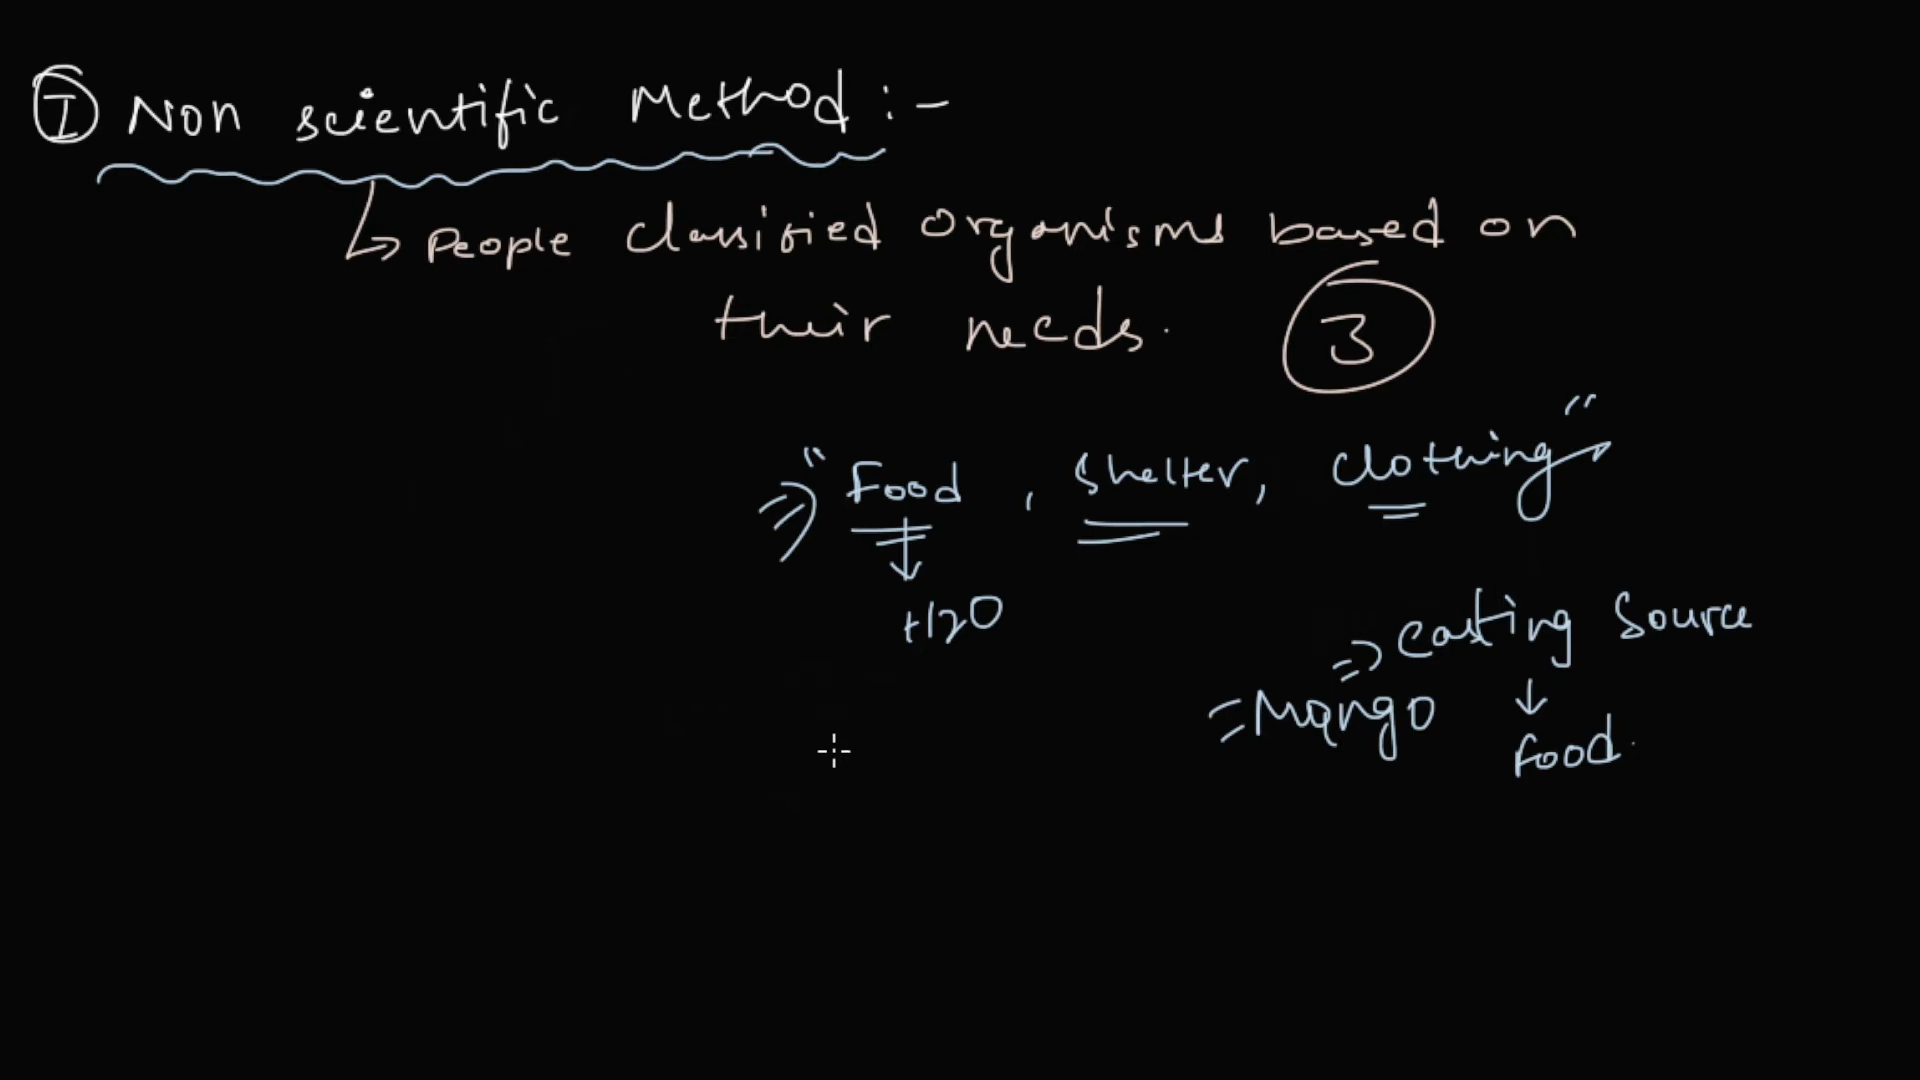 I Non scientific Method :-
↳ People classified organisms based on
their needs. 3
⇒ "Food, Shelter, clothing"
↓
H2O
⇒ eating Source
= Mango ↓
food.